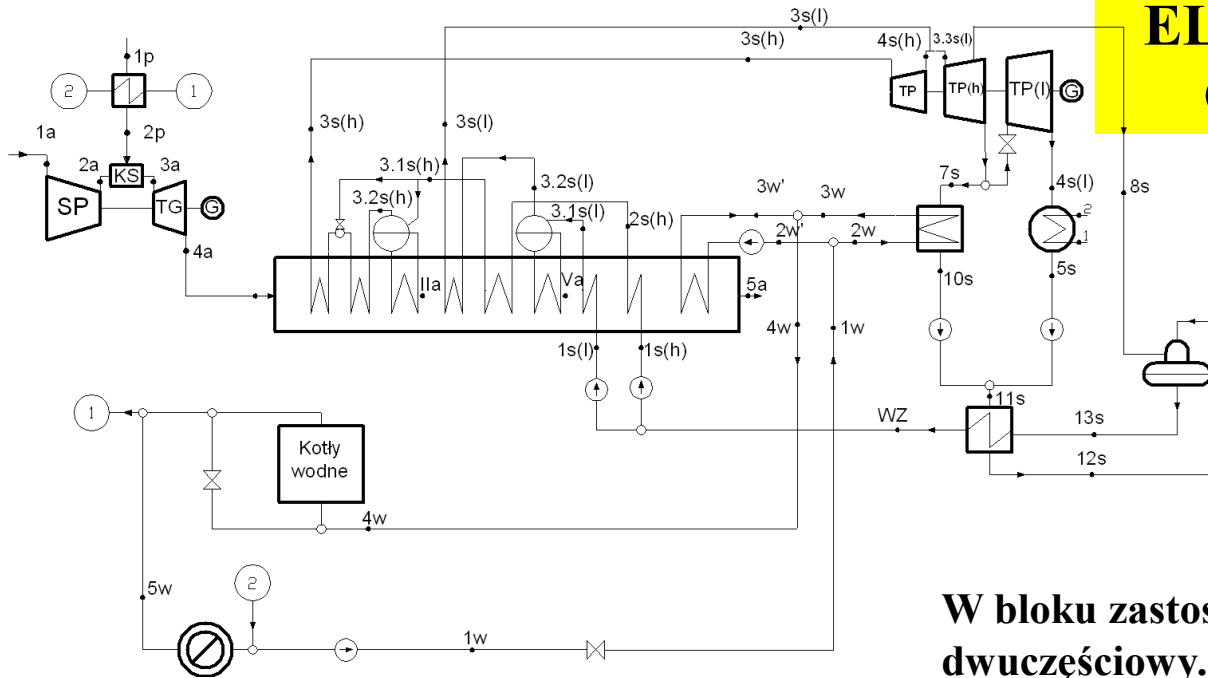 EL
3s(l)
3s(h)
4s(h) 3.3s(l)
1p
2 1
TP TP(h) TP(l) G
1a 2p
3s(h) 3s(l)
2a KS 3a
3.1s(h)
7s
4s(l) 8s
SP TG G
3.2s(h) 3.2s(l)
3.1s(l) 2s(h)
3w' 3w
2
2w' 2w
1
4a
IIa Va 5a
10s 5s
4w 1w
1s(l) 1s(h)
11s
1
WZ 13s
Kotły
wodne
12s
4w
5w 2
1w
W bloku zastos
dwuczęściowy.